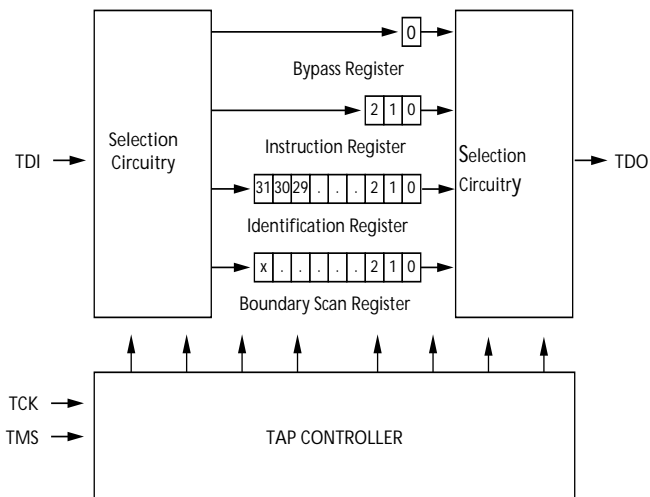 0
Bypass Register
2 1 0
Selection
Circuitry
Instruction Register
Selection
Circuitry
TDI
TDO
31 30 29 . . . 2 1 0
Identification Register
x . . . . . 2 1 0
Boundary Scan Register
TCK
TMS
TAP CONTROLLER